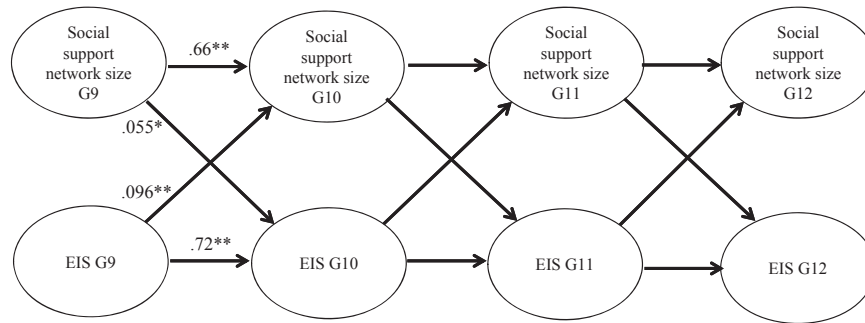 Social
support
network size
G9
.66**
Social
support
network size
G10
Social
support
network size
G11
Social
support
network size
G12
.055*
.096**
EIS G9
.72**
EIS G10
EIS G11
EIS G12